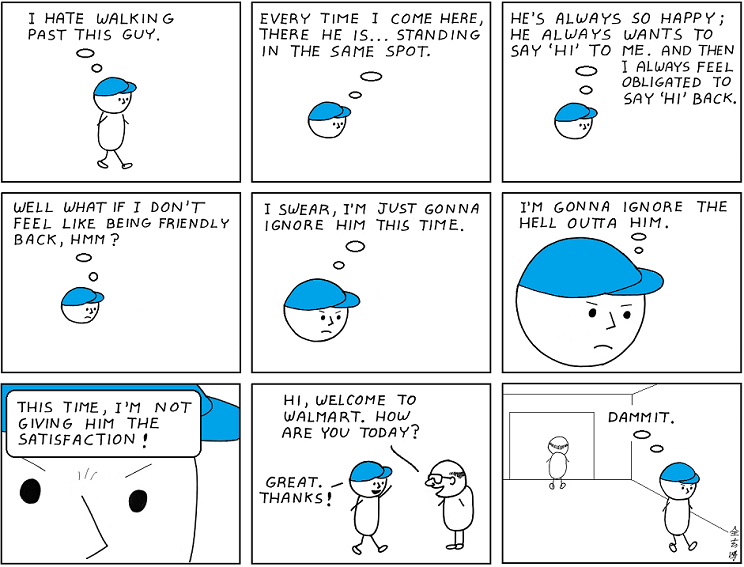 I HATE WALKING
PAST THIS GUY.
EVERY TIME I COME HERE,
THERE HE IS... STANDING
IN THE SAME SPOT.
HE'S ALWAYS SO HAPPY;
HE ALWAYS WANTS TO
SAY 'HI' TO ME. AND THEN
I ALWAYS FEEL
OBLIGATED TO
SAY 'HI' BACK.
WELL WHAT IF I DON'T
FEEL LIKE BEING FRIENDLY
BACK, HMM?
I SWEAR, I'M JUST GONNA
IGNORE HIM THIS TIME.
I'M GONNA IGNORE THE
HELL OUTTA HIM.
THIS TIME, I'M NOT
GIVING HIM THE
SATISFACTION!
HI, WELCOME TO
WALMART. HOW
ARE YOU TODAY?
GREAT.
THANKS!
DAMMIT.